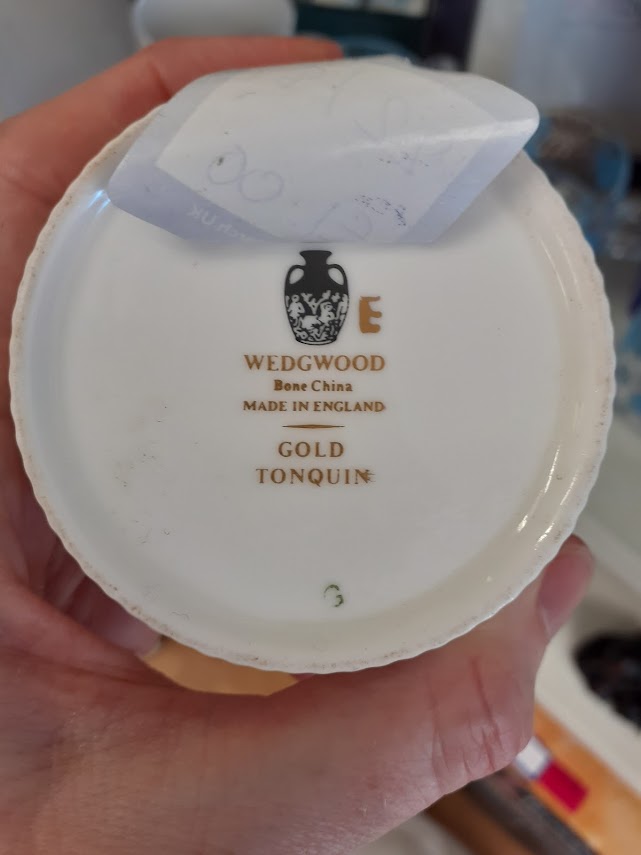 E
WEDGWOOD
Bone China
MADE IN ENGLAND
GOLD
TONQUIN
G